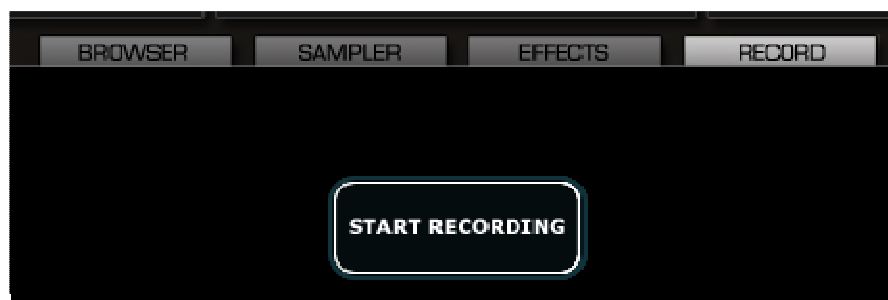 BROWSER SAMPLER EFFECTS RECORD
START RECORDING